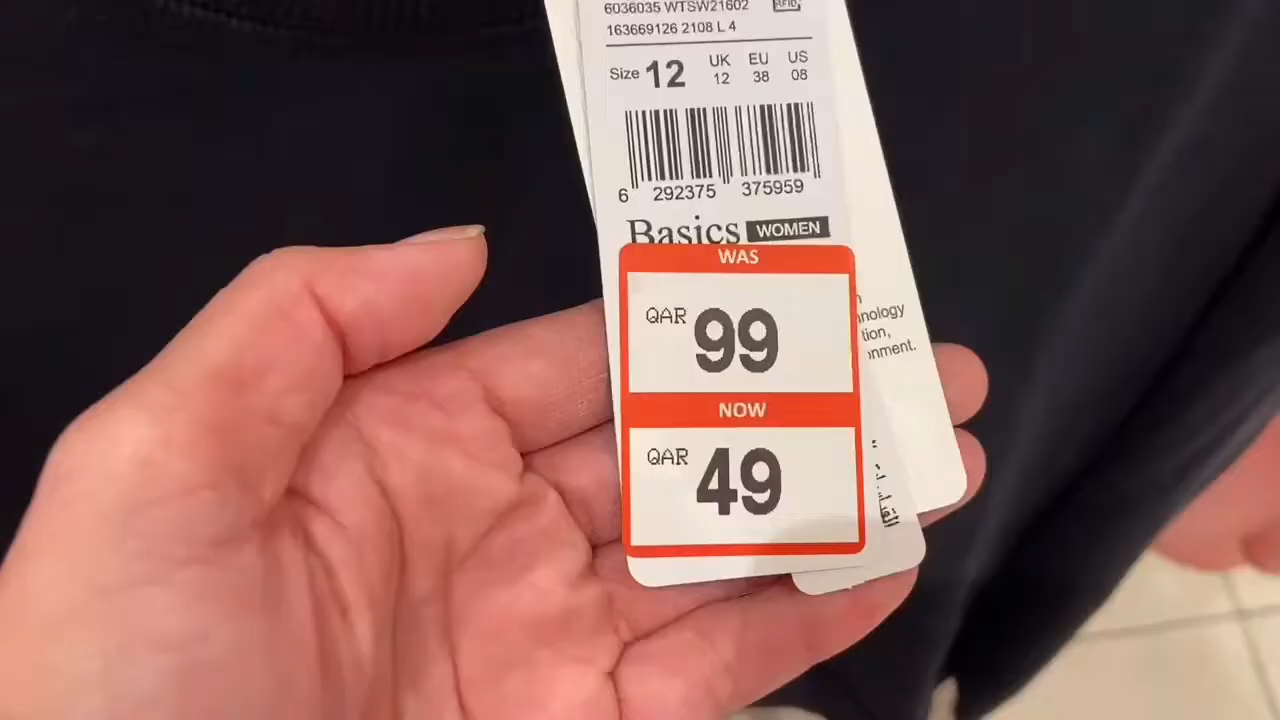 6036035 WTSW21602
RFID
163669126 2108 L 4
Size 12
UK EU US
12 38 08
6 292375 375959
Basics WOMEN
WAS
QAR 99
NOW
QAR 49
nology
tion,
onment.